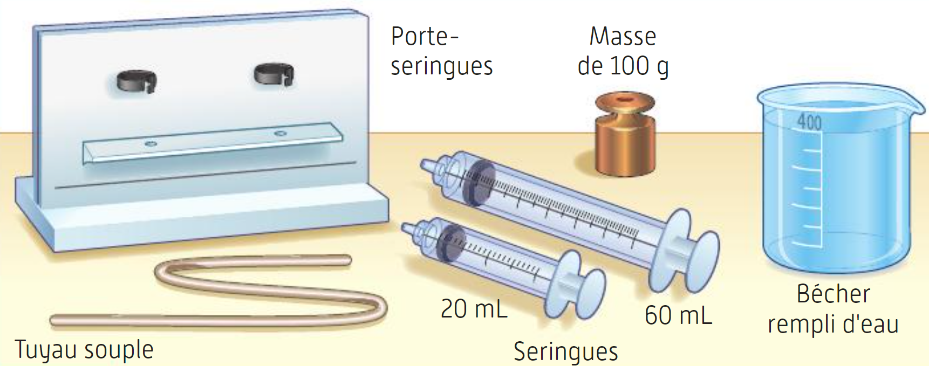 Porte-
seringues
Masse
de 100 g
400
20 mL
60 mL
Seringues
Tuyau souple
Bécher
rempli d'eau